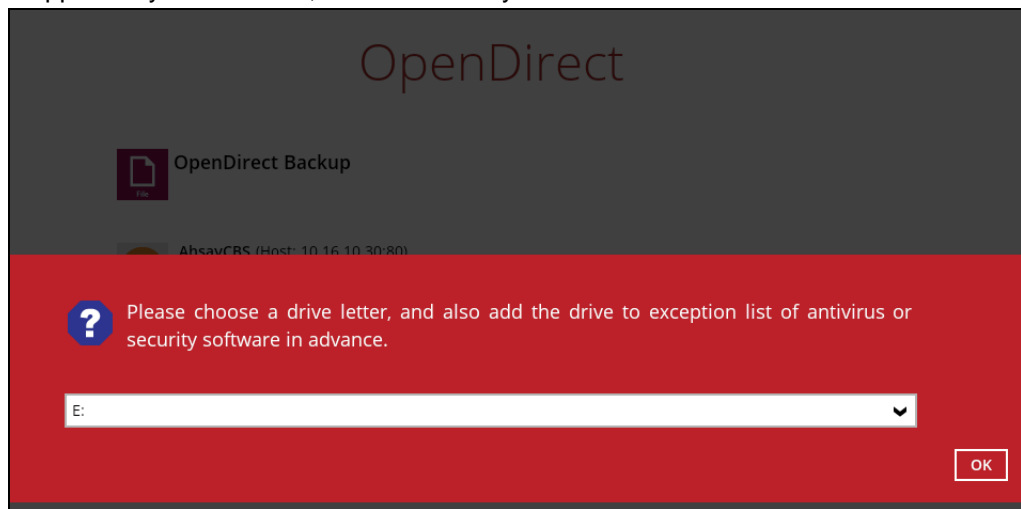 OpenDirect
OpenDirect Backup
File
AhsayCBS (Host: 10.16.10.30:80)
Please choose a drive letter, and also add the drive to exception list of antivirus or
security software in advance.
E:
OK